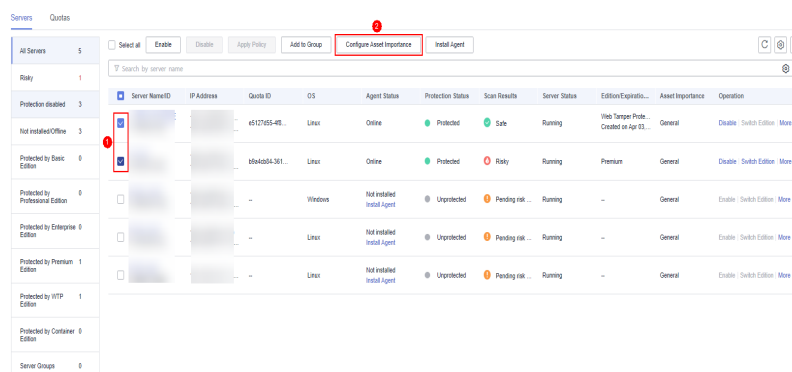 Servers Quotas
2
All Servers 5
Risky 1
Protection disabled 3
Not installed/Offline 3
Protected by Basic Edition 0
Protected by Professional Edition 0
Protected by Enterprise Edition 0
Protected by Premium Edition 1
Protected by WTP Edition 1
Protected by Container Edition 0
Server Groups 0
Select all Enable Disable Apply Policy Add to Group Configure Asset Importance Install Agent
Search by server name
Server Name/ID IP Address Quota ID OS Agent Status Protection Status Scan Results Server Status Edition/Expiratio... Asset Importance Operation
1
e5127d55-4f8... Linux Online Protected Safe Running Web Tamper Prote... Created on Apr 03,... General Disable Switch Edition More
b9a4cb84-361... Linux Online Protected Risky Running Premium General Disable Switch Edition More
-- Windows Not installed Install Agent Unprotected Pending risk ... Running -- General Enable Switch Edition More
-- Linux Not installed Install Agent Unprotected Pending risk ... Running -- General Enable Switch Edition More
-- Linux Not installed Install Agent Unprotected Pending risk ... Running -- General Enable Switch Edition More